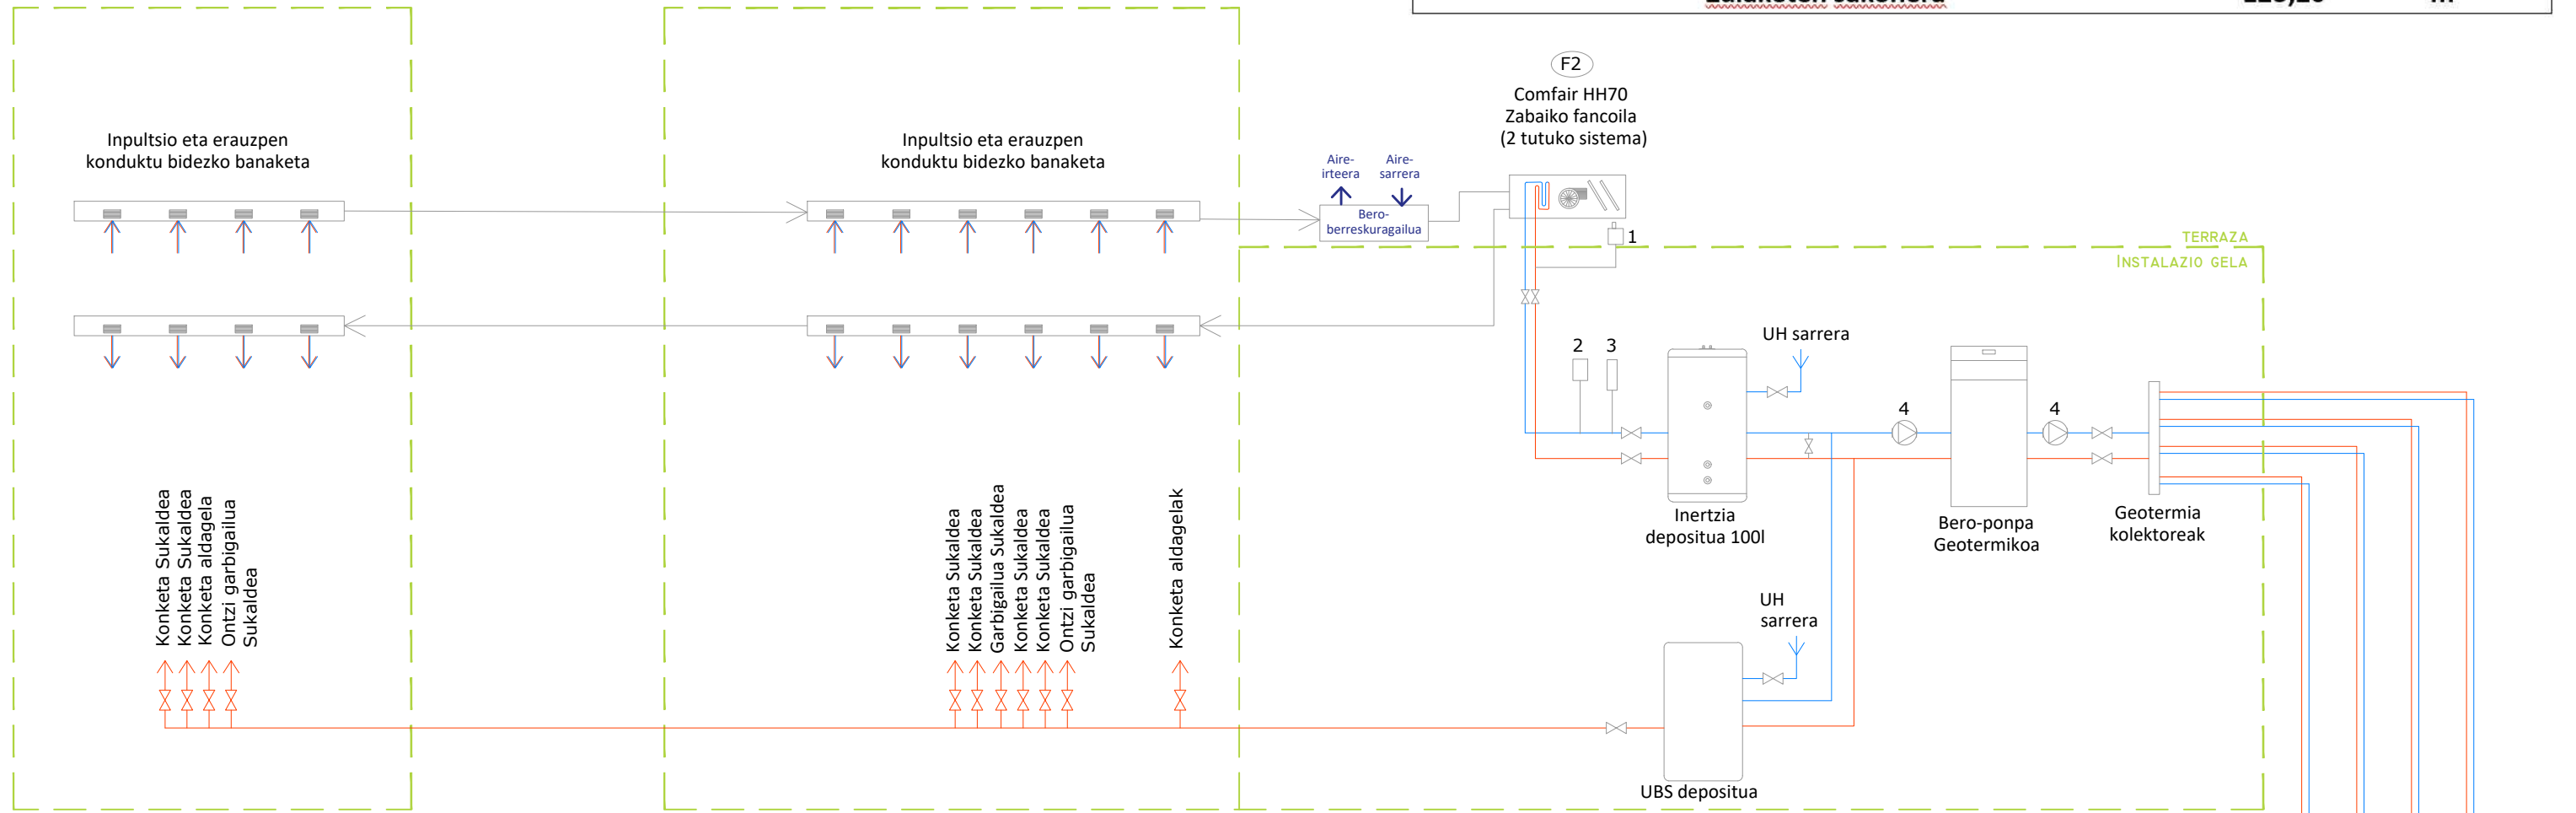 F2
Comfair HH70
Zabaiko fancoila
(2 tutuko sistema)
Inpultsio eta erauzpen
konduktu bidezko banaketa
Inpultsio eta erauzpen
konduktu bidezko banaketa
Aire-
irteera
Aire-
sarrera
Bero-
berreskuragailua
1
TERRAZA
INSTALAZIO GELA
2
3
UH sarrera
4
4
Inertzia
depositua 100l
Bero-ponpa
Geotermikoa
Geotermia
kolektoreak
Konketa Sukaldea
Konketa Sukaldea
Konketa aldagela
Ontzi garbigailua
Sukaldea
Konketa Sukaldea
Konketa Sukaldea
Garbigailua Sukaldea
Konketa Sukaldea
Konketa Sukaldea
Ontzi garbigailua
Sukaldea
Konketa aldagelak
UH
sarrera
UBS depositua